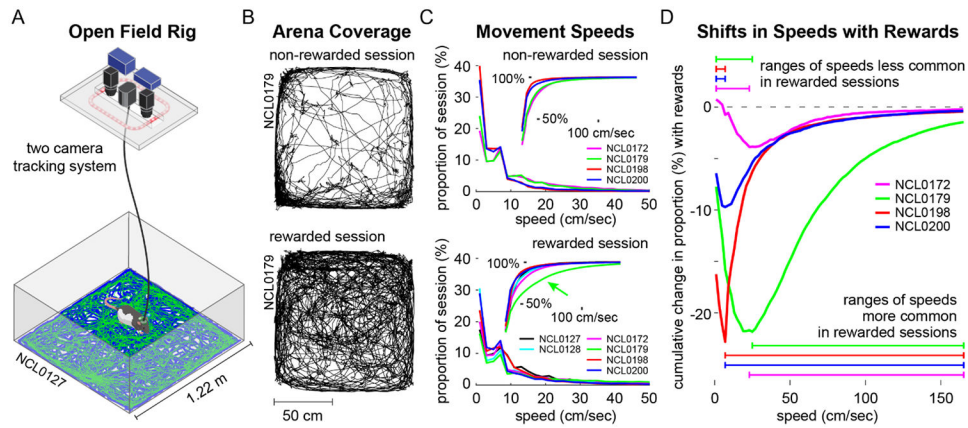 A
Open Field Rig
two camera
tracking system
NCL0127
1.22 m
B
Arena Coverage
non-rewarded session
NCL0179
rewarded session
NCL0179
50 cm
C
Movement Speeds
non-rewarded session
proportion of session (%)
40
30
20
10
0
100%
50%
100 cm/sec
NCL0172
NCL0179
NCL0198
NCL0200
0 10 20 30 40 50
speed (cm/sec)
rewarded session
proportion of session (%)
40
30
20
10
0
100%
50%
100 cm/sec
NCL0127
NCL0128
NCL0172
NCL0179
NCL0198
NCL0200
0 10 20 30 40 50
speed (cm/sec)
D
Shifts in Speeds with Rewards
ranges of speeds less common
in rewarded sessions
cumulative change in proportion (%) with rewards
0
-10
-20
NCL0172
NCL0179
NCL0198
NCL0200
ranges of speeds
more common
in rewarded sessions
0 50 100 150
speed (cm/sec)